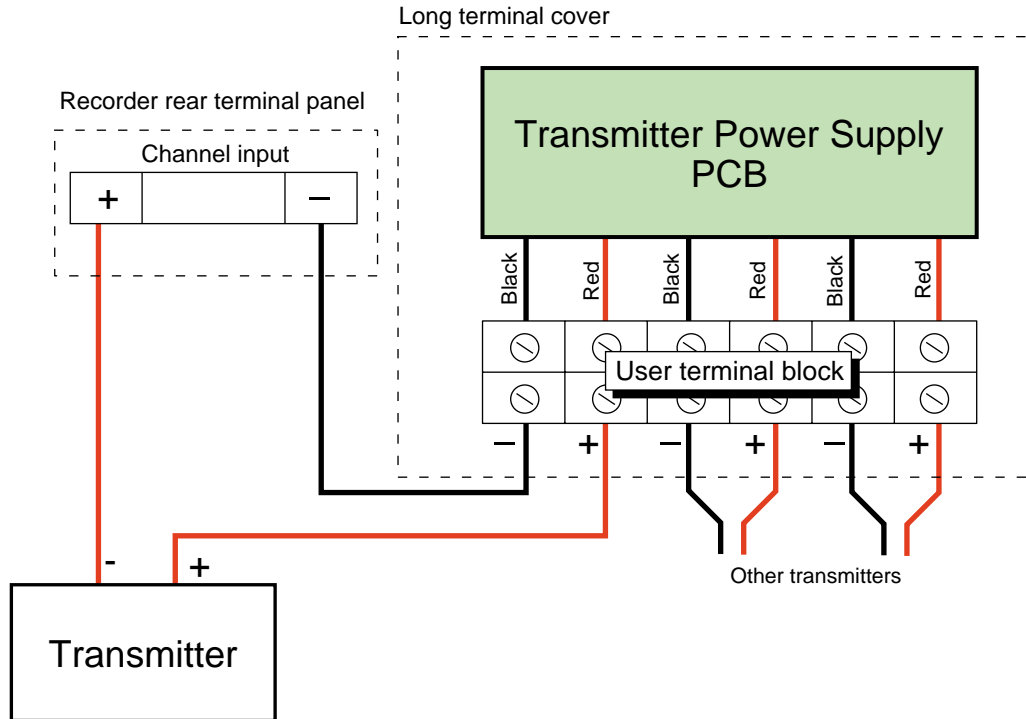 Long terminal cover
Recorder rear terminal panel
Channel input
+ −
Transmitter Power Supply
PCB
Black Red Black Red Black Red
User terminal block
− + − + − +
Other transmitters
- +
Transmitter